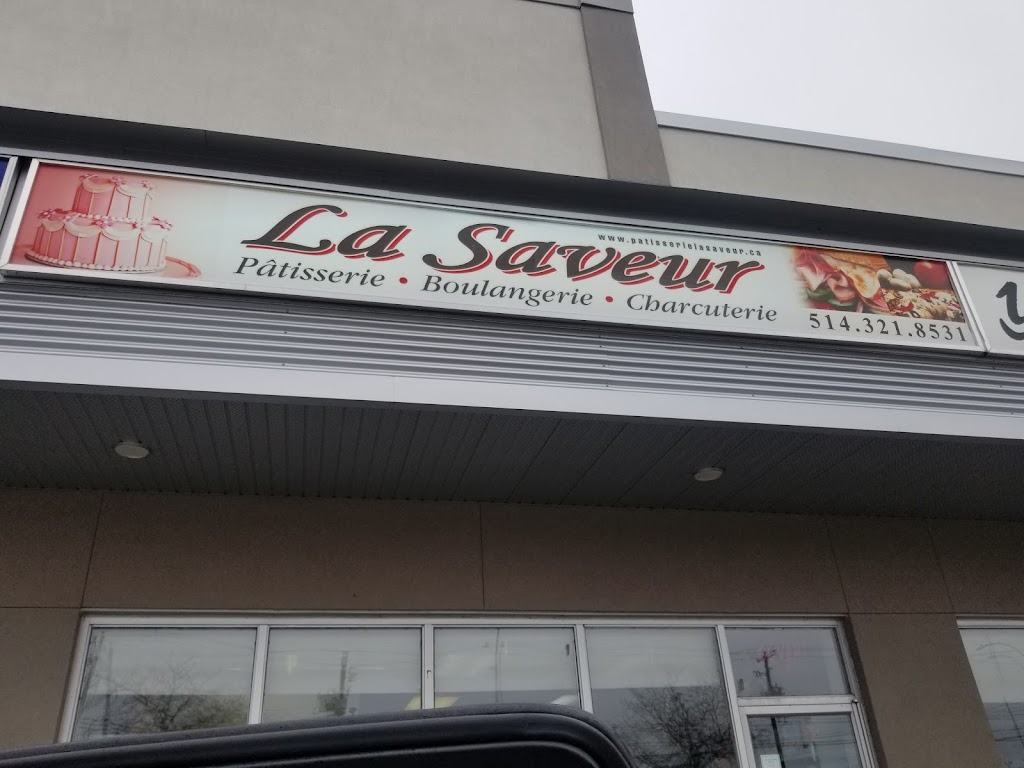 La Saveur
www.patisserielasaveur.ca
Pâtisserie • Boulangerie • Charcuterie
514.321.8531